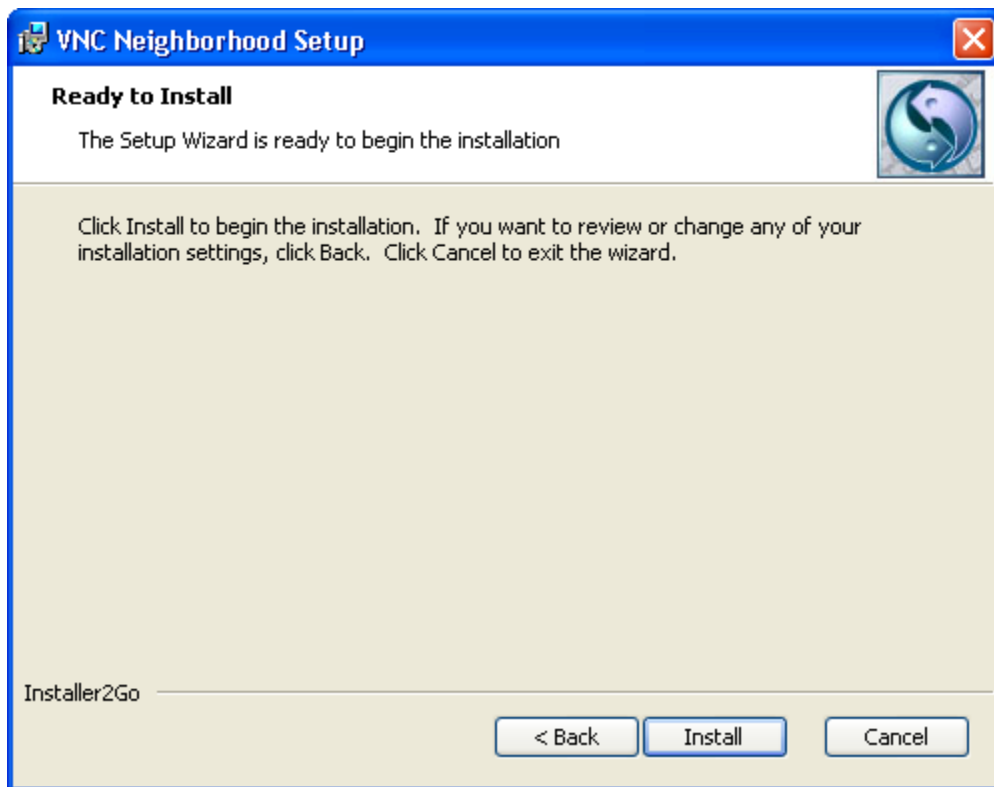 VNC Neighborhood Setup
Ready to Install
The Setup Wizard is ready to begin the installation
Click Install to begin the installation.  If you want to review or change any of your
installation settings, click Back.  Click Cancel to exit the wizard.
Installer2Go
< Back
Install
Cancel